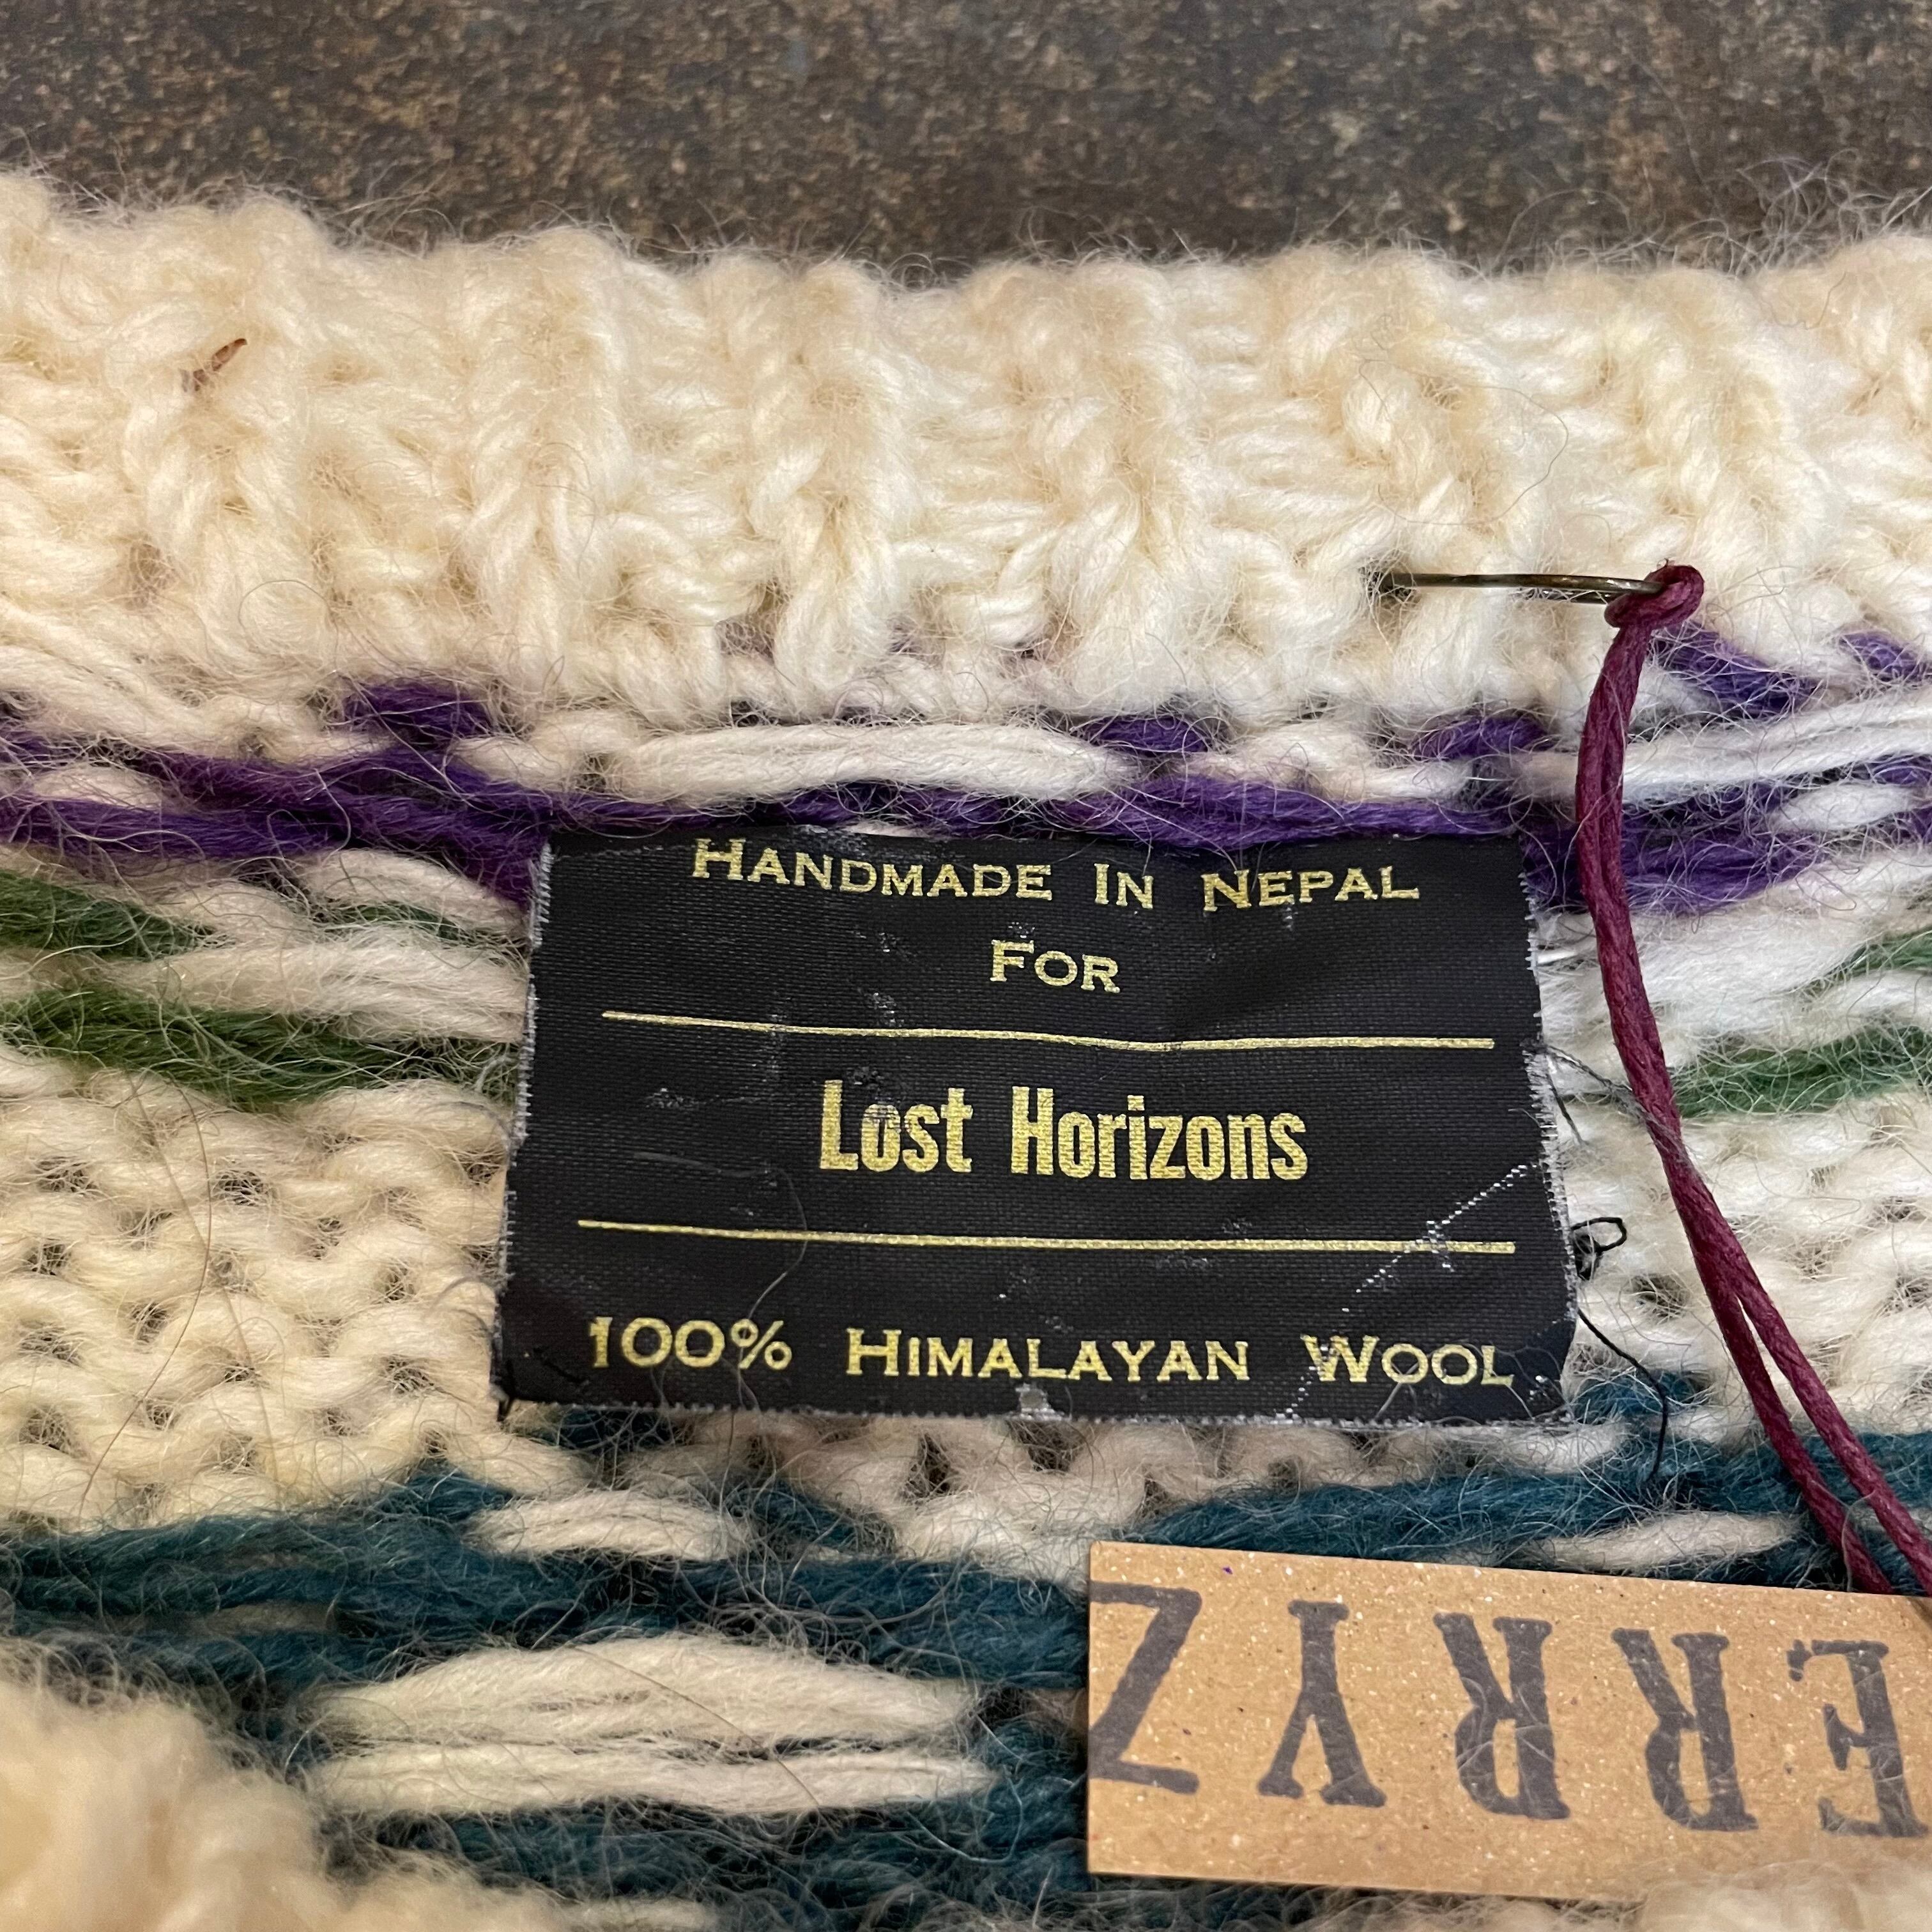 HANDMADE IN NEPAL
FOR
Lost Horizons
100% HIMALAYAN WOOL
ERRYZ